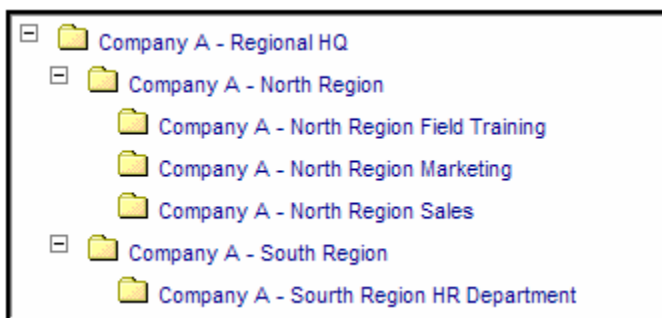 Company A - Regional HQ
Company A - North Region
Company A - North Region Field Training
Company A - North Region Marketing
Company A - North Region Sales
Company A - South Region
Company A - Sourth Region HR Department